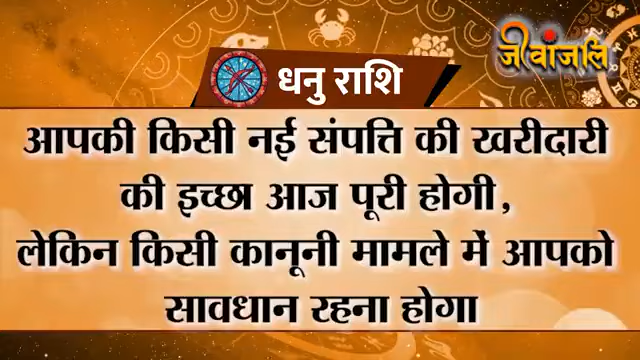 जीवांजलि
धनु राशि
आपकी किसी नई संपत्ति की खरीदारी
की इच्छा आज पूरी होगी,
लेकिन किसी कानूनी मामले में आपको
सावधान रहना होगा